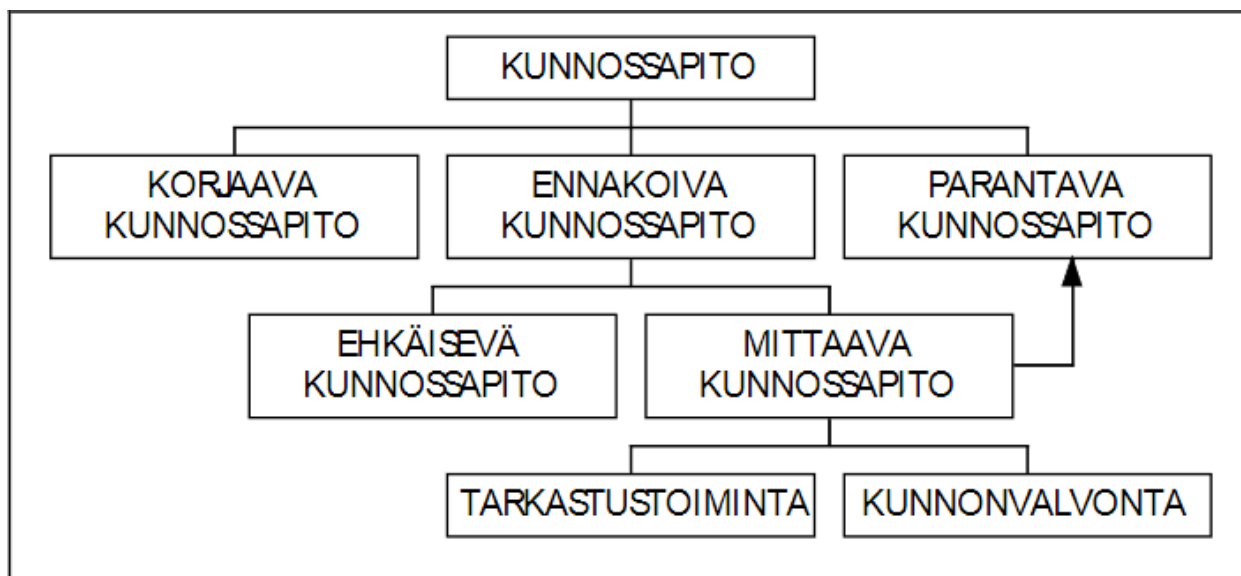 KUNNOSSAPITO
KORJAAVA
KUNNOSSAPITO
ENNAKOIVA
KUNNOSSAPITO
PARANTAVA
KUNNOSSAPITO
EHKÄISEVÄ
KUNNOSSAPITO
MITTAAVA
KUNNOSSAPITO
TARKASTUSTOIMINTA
KUNNONVALVONTA